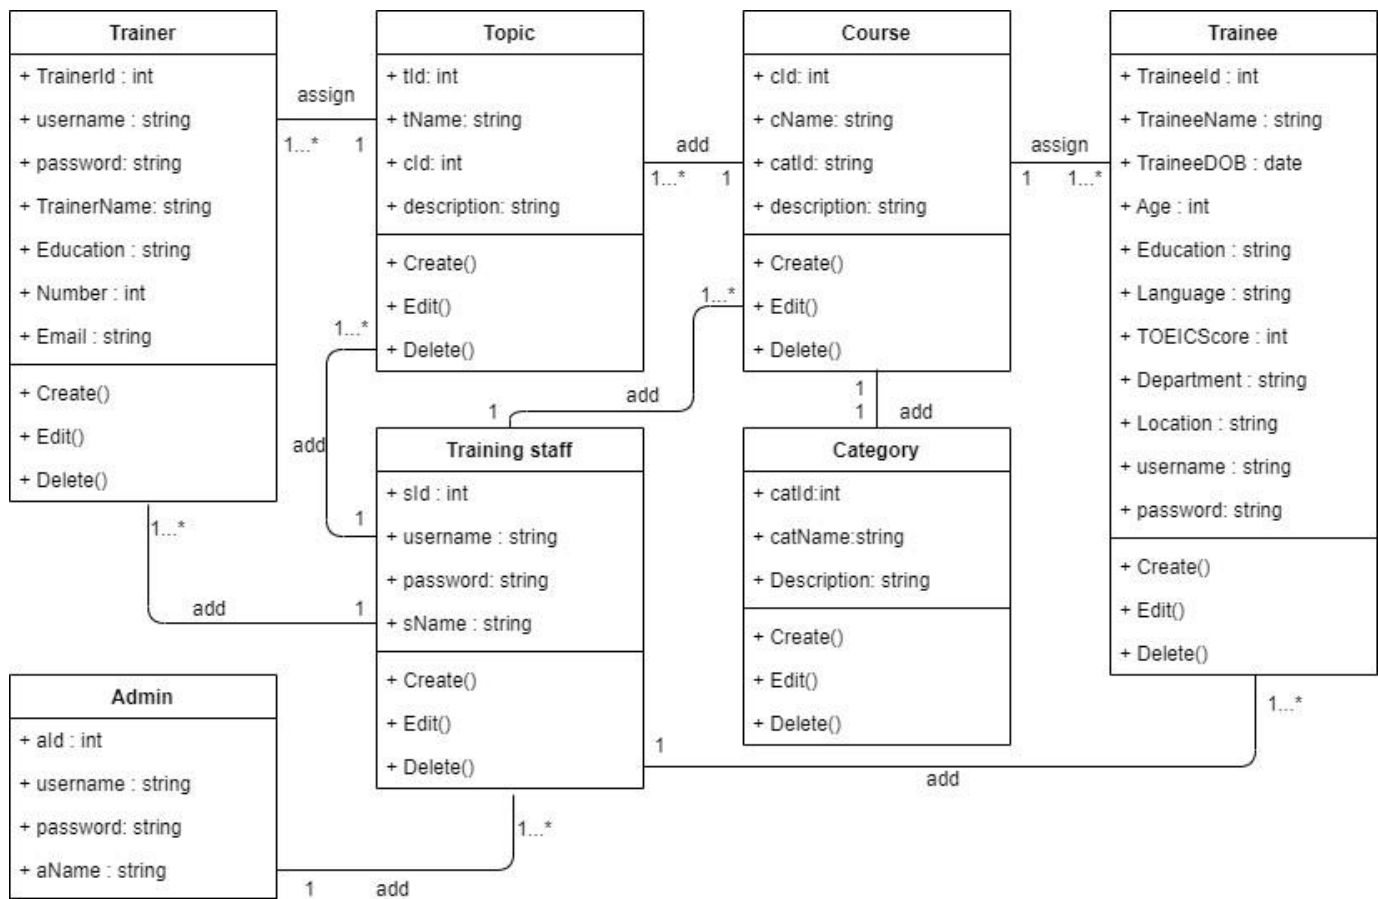 Trainer
+ TrainerId : int
+ username : string
+ password: string
+ TrainerName: string
+ Education : string
+ Number : int
+ Email : string
+ Create()
+ Edit()
+ Delete()
assign
1...* 1
Topic
+ tId: int
+ tName: string
+ cId: int
+ description: string
+ Create()
+ Edit()
+ Delete()
add
1...* 1
Course
+ cId: int
+ cName: string
+ catId: string
+ description: string
+ Create()
+ Edit()
+ Delete()
assign
1 1...*
Trainee
+ TraineeId : int
+ TraineeName : string
+ TraineeDOB : date
+ Age : int
+ Education : string
+ Language : string
+ TOEICScore : int
+ Department : string
+ Location : string
+ username : string
+ password: string
+ Create()
+ Edit()
+ Delete()
1...*
1...*
add
1
add
1
1
1 add
Training staff
+ sId : int
+ username : string
+ password: string
+ sName : string
+ Create()
+ Edit()
+ Delete()
Category
+ catId:int
+ catName:string
+ Description: string
+ Create()
+ Edit()
+ Delete()
1...*
add 1
Admin
+ aId : int
+ username : string
+ password: string
+ aName : string
1...*
1
add
1...*
1 add